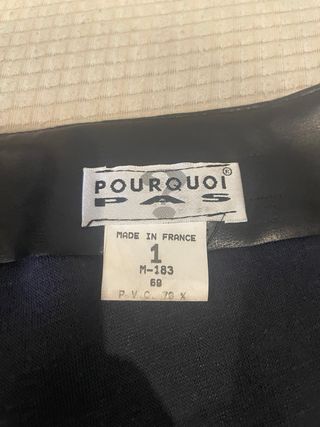 POURQUOI®
?
PAS
MADE IN FRANCE
1
M-183
69
P.V.C. 78 %